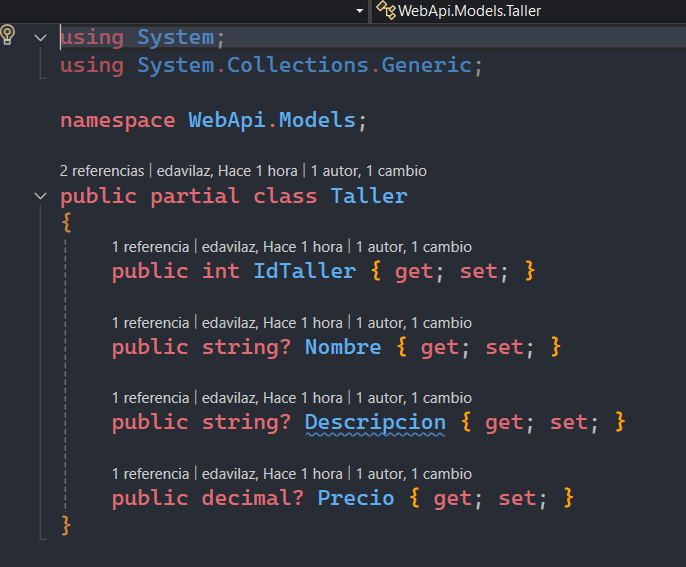 WebApi.Models.Taller
using System;
using System.Collections.Generic;
namespace WebApi.Models;
2 referencias | edavilaz, Hace 1 hora | 1 autor, 1 cambio
public partial class Taller
{
1 referencia | edavilaz, Hace 1 hora | 1 autor, 1 cambio
public int IdTaller { get; set; }
1 referencia | edavilaz, Hace 1 hora | 1 autor, 1 cambio
public string? Nombre { get; set; }
1 referencia | edavilaz, Hace 1 hora | 1 autor, 1 cambio
public string? Descripcion { get; set; }
1 referencia | edavilaz, Hace 1 hora | 1 autor, 1 cambio
public decimal? Precio { get; set; }
}